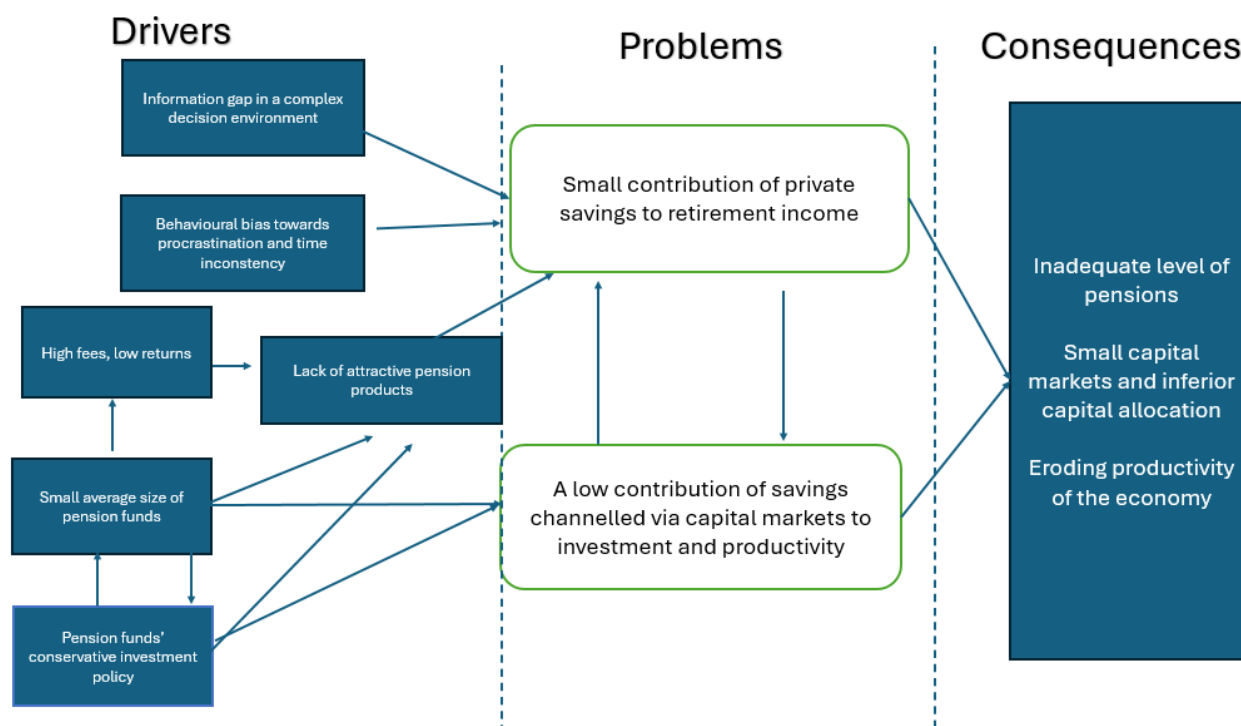 Drivers
Problems
Consequences
Information gap in a complex
decision environment
Behavioural bias towards
procrastination and time
inconstency
High fees, low returns
Lack of attractive pension
products
Small average size of
pension funds
Pension funds’
conservative investment
policy
Small contribution of private
savings to retirement income
A low contribution of savings
channelled via capital markets to
investment and productivity
Inadequate level of
pensions
Small capital
markets and inferior
capital allocation
Eroding productivity
of the economy